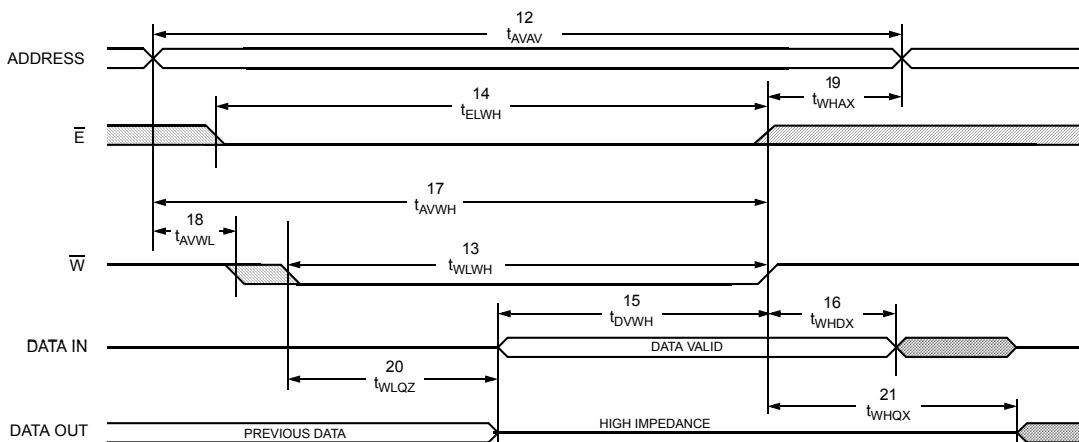 12
tAVAV
ADDRESS
19
tWHAX
14
tELWH
E
17
tAVWH
18
tAVWL
13
tWLWH
W
15
tDVWH
16
tWHDX
DATA IN
DATA VALID
20
tWLQZ
21
tWHQX
DATA OUT
PREVIOUS DATA
HIGH IMPEDANCE